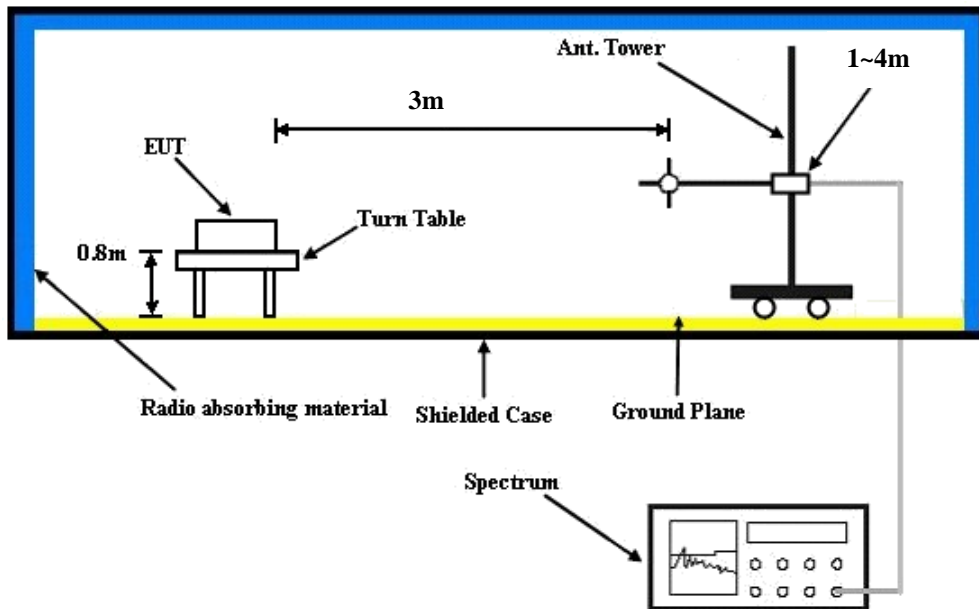 Ant. Tower
1~4m
3m
EUT
Turn Table
0.8m
Radio absorbing material
Shielded Case
Ground Plane
Spectrum